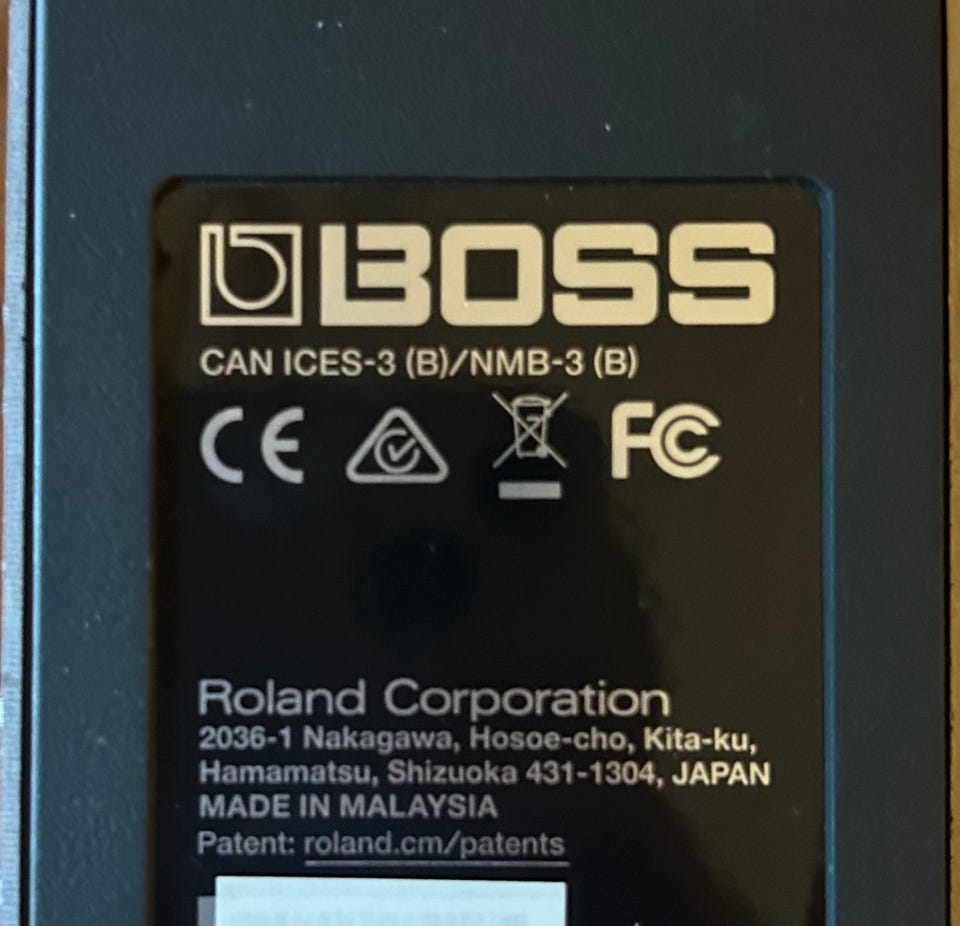 BOSS
CAN ICES-3 (B)/NMB-3 (B)
CE FC
Roland Corporation
2036-1 Nakagawa, Hosoe-cho, Kita-ku,
Hamamatsu, Shizuoka 431-1304, JAPAN
MADE IN MALAYSIA
Patent: roland.cm/patents